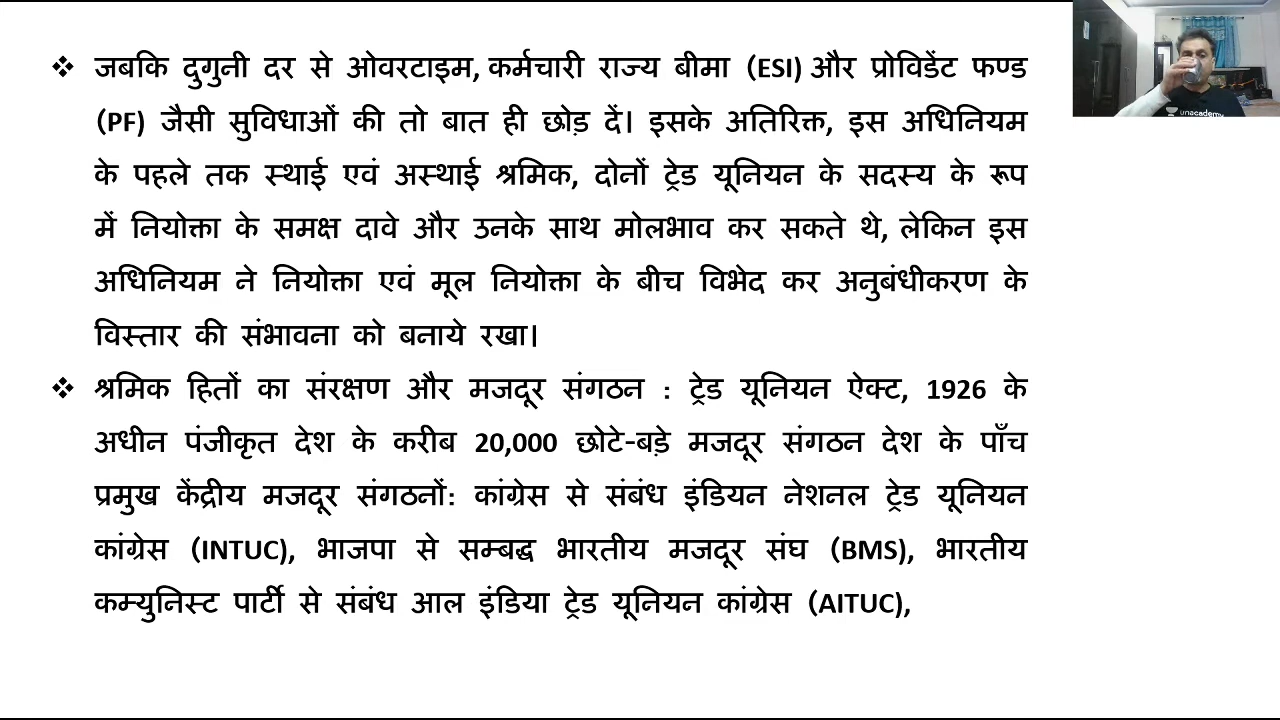 ❖ जबकि दुगुनी दर से ओवरटाइम, कर्मचारी राज्य बीमा (ESI) और प्रोविडेंट फण्ड
(PF) जैसी सुविधाओं की तो बात ही छोड़ दें। इसके अतिरिक्त, इस अधिनियम
के पहले तक स्थाई एवं अस्थाई श्रमिक, दोनों ट्रेड यूनियन के सदस्य के रूप
में नियोक्ता के समक्ष दावे और उनके साथ मोलभाव कर सकते थे, लेकिन इस
अधिनियम ने नियोक्ता एवं मूल नियोक्ता के बीच विभेद कर अनुबंधीकरण के
विस्तार की संभावना को बनाये रखा।
❖ श्रमिक हितों का संरक्षण और मजदूर संगठन : ट्रेड यूनियन ऐक्ट, 1926 के
अधीन पंजीकृत देश के करीब 20,000 छोटे-बड़े मजदूर संगठन देश के पाँच
प्रमुख केंद्रीय मजदूर संगठनों: कांग्रेस से संबंध इंडियन नेशनल ट्रेड यूनियन
कांग्रेस (INTUC), भाजपा से सम्बद्ध भारतीय मजदूर संघ (BMS), भारतीय
कम्युनिस्ट पार्टी से संबंध आल इंडिया ट्रेड यूनियन कांग्रेस (AITUC),
unacademy